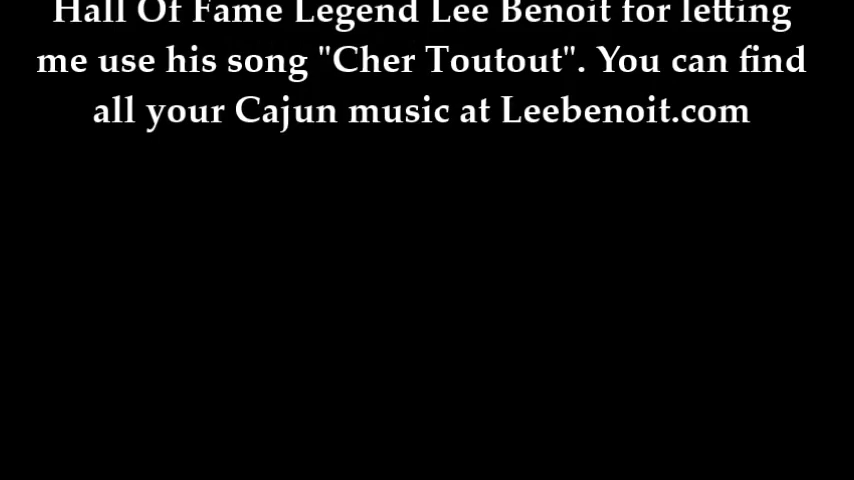 Hall Of Fame Legend Lee Benoit for letting
me use his song "Cher Toutout". You can find
all your Cajun music at Leebenoit.com